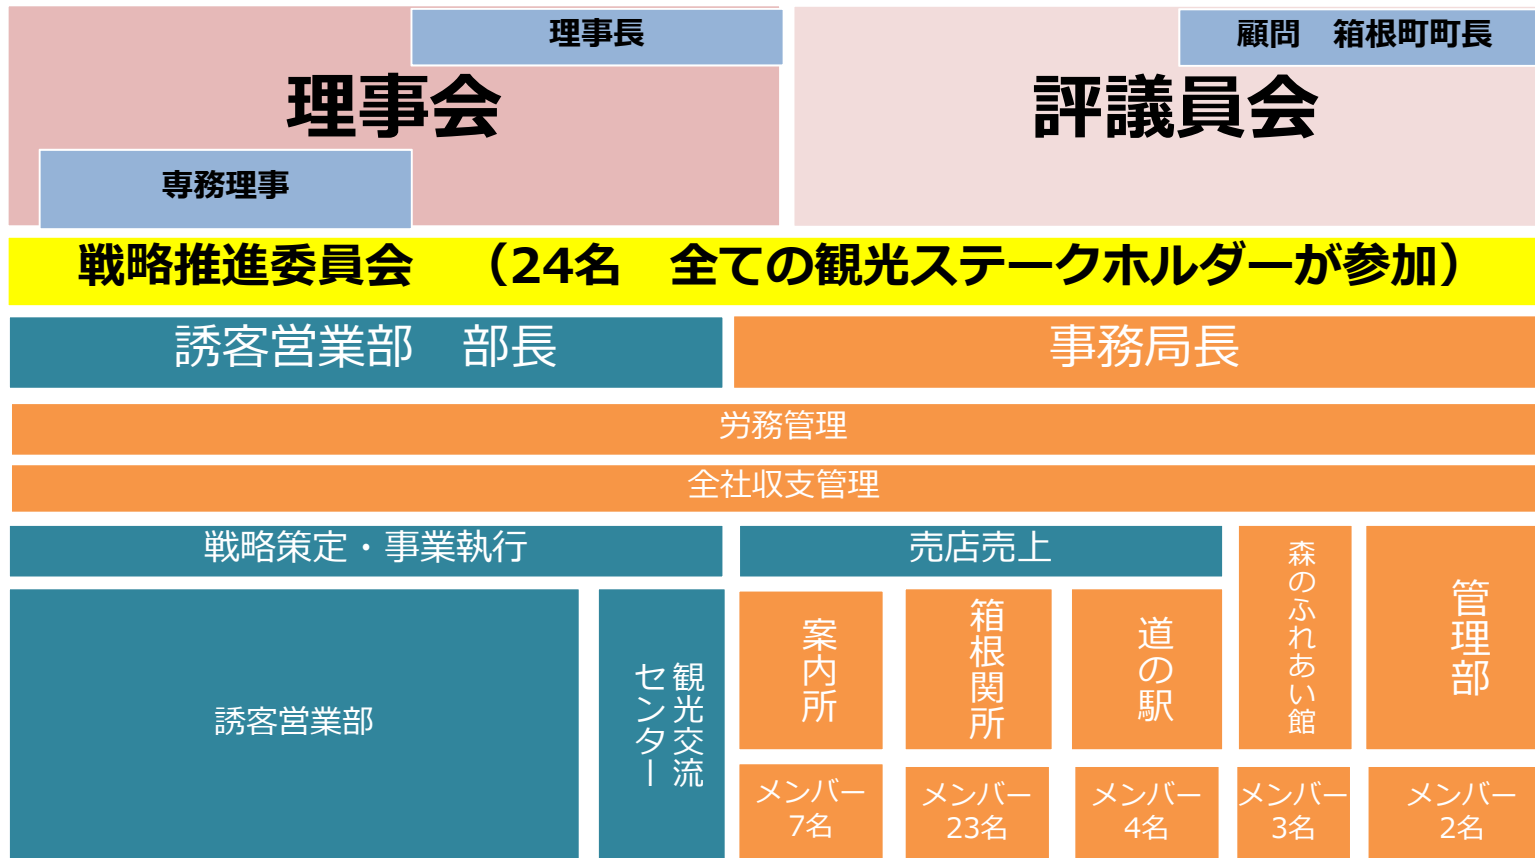 理事長
理事会
専務理事
顧問　箱根町町長
評議員会
戦略推進委員会　（24名　全ての観光ステークホルダーが参加）
誘客営業部　部長
事務局長
労務管理
全社収支管理
戦略策定・事業執行
売店売上
誘客営業部
観光交流
センター
案内所
箱根関所
道の駅
森のふれあい館
管理部
メンバー
7名
メンバー
23名
メンバー
4名
メンバー
3名
メンバー
2名